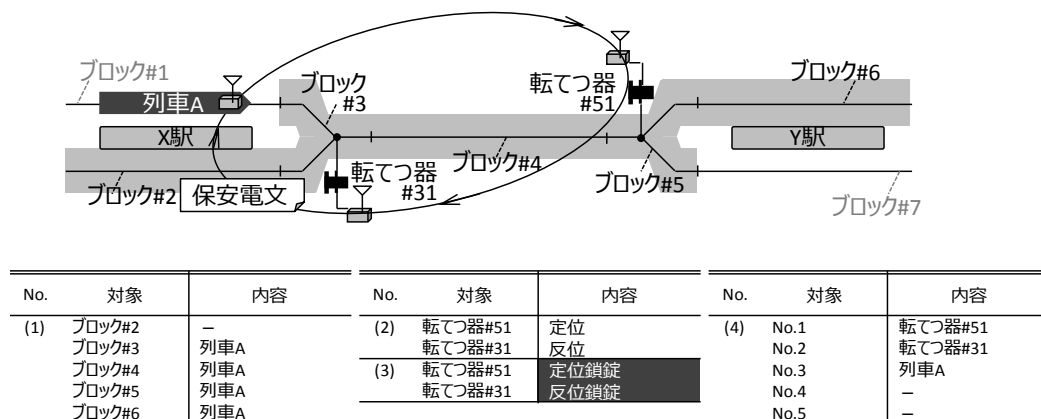 ブロック#1
列車A
X駅
ブロック#2
保安電文
ブロック
#3
転てつ器
#31
ブロック#4
転てつ器
#51
ブロック#5
ブロック#6
Y駅
ブロック#7
No. 対象 内容 No. 対象 内容 No. 対象 内容
(1) ブロック#2 － (2) 転てつ器#51 定位 (4) No.1 転てつ器#51
ブロック#3 列車A 転てつ器#31 反位 No.2 転てつ器#31
ブロック#4 列車A (3) 転てつ器#51 定位鎖錠 No.3 列車A
ブロック#5 列車A 転てつ器#31 反位鎖錠 No.4 －
ブロック#6 列車A No.5 －